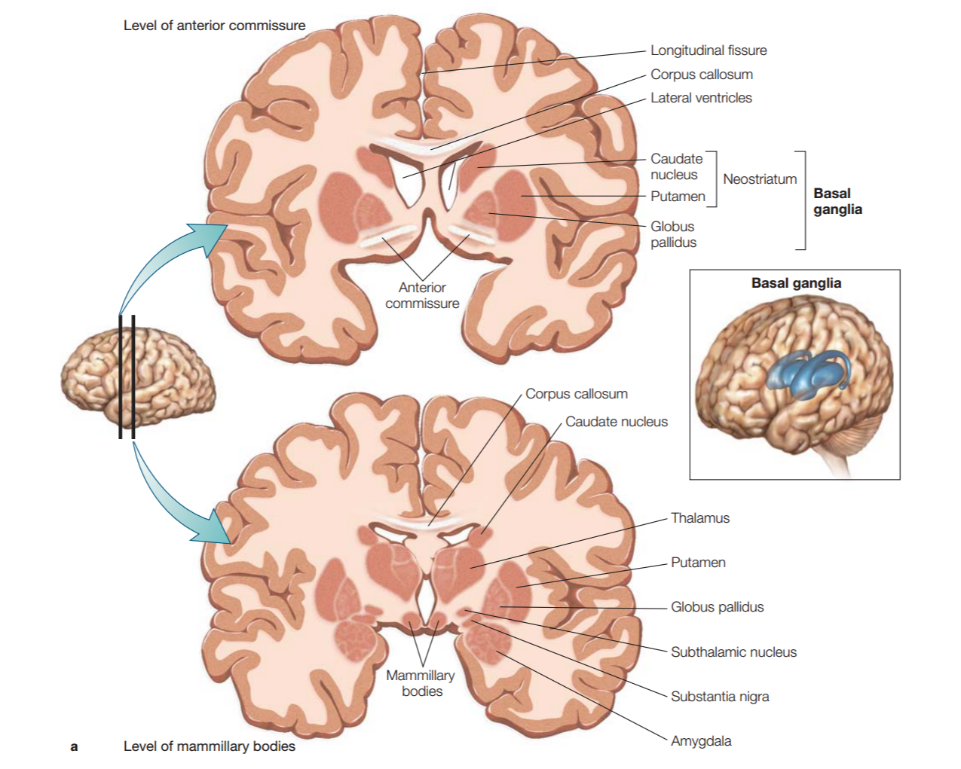 Level of anterior commissure
Longitudinal fissure
Corpus callosum
Lateral ventricles
Caudate
nucleus
Putamen
Neostriatum
Basal
ganglia
Globus
pallidus
Anterior
commissure
Basal ganglia
Corpus callosum
Caudate nucleus
Thalamus
Putamen
Globus pallidus
Subthalamic nucleus
Mammillary
bodies
Substantia nigra
Amygdala
a Level of mammillary bodies